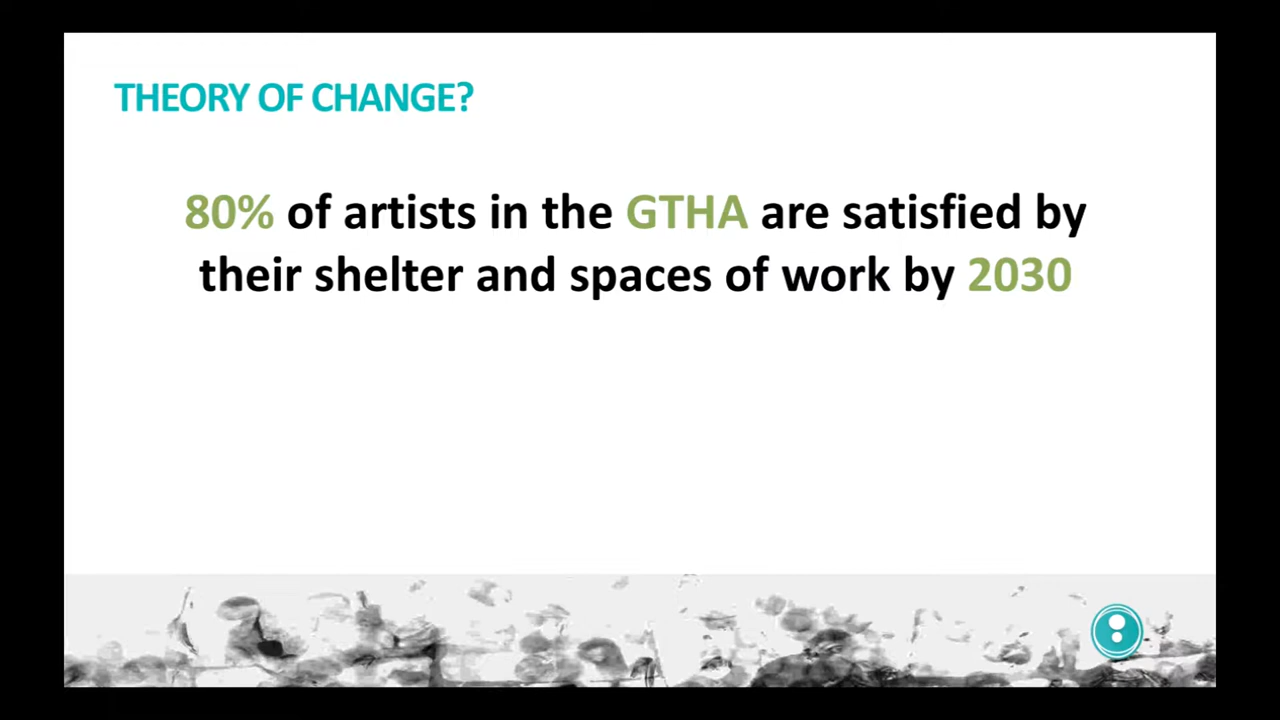 THEORY OF CHANGE?
80% of artists in the GTHA are satisfied by
their shelter and spaces of work by 2030